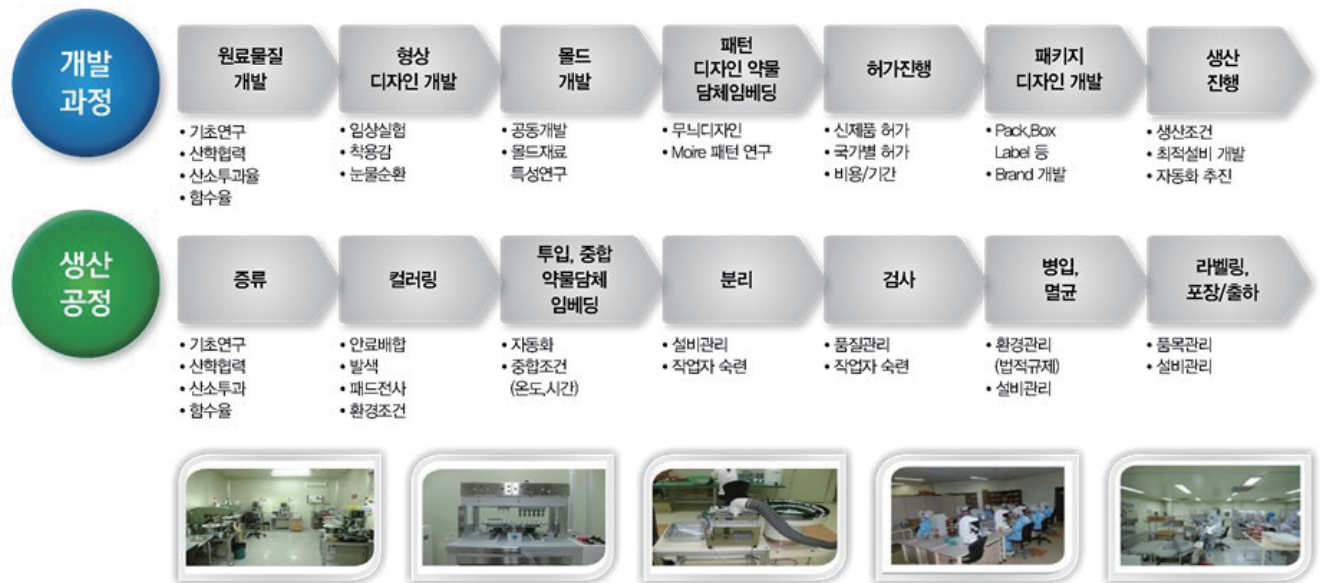 개발
과정
원료물질
개발
• 기초연구
• 산학협력
• 산소투과율
• 함수율
형상
디자인 개발
• 임상실험
• 착용감
• 눈물순환
몰드
개발
• 공동개발
• 몰드재료
특성연구
패턴
디자인 약물
담체임베딩
• 무늬디자인
• Moire 패턴 연구
허가진행
• 신제품 허가
• 국가별 허가
• 비용/기간
패키지
디자인 개발
• Pack,Box
Label 등
• Brand 개발
생산
진행
• 생산조건
• 최적설비 개발
• 자동화 추진
생산
공정
증류
• 기초연구
• 산학협력
• 산소투과
• 함수율
컬러링
• 안료배합
• 발색
• 패드전사
• 환경조건
투입, 중합
약물담체
임베딩
• 자동화
• 중합조건
(온도,시간)
분리
• 설비관리
• 작업자 숙련
검사
• 품질관리
• 작업자 숙련
병입,
멸균
• 환경관리
(법적규제)
• 설비관리
라벨링,
포장/출하
• 품목관리
• 설비관리